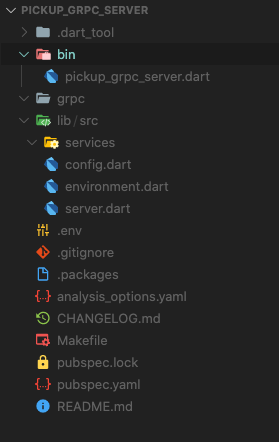 PICKUP_GRPC_SERVER
.dart_tool
bin
pickup_grpc_server.dart
grpc
lib/src
services
config.dart
environment.dart
server.dart
.env
.gitignore
.packages
analysis_options.yaml
CHANGELOG.md
Makefile
pubspec.lock
pubspec.yaml
README.md